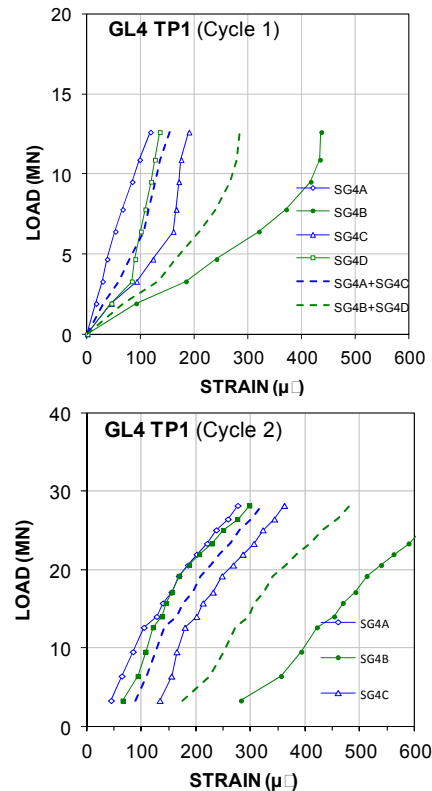 GL4 TP1 (Cycle 1)
20
15
10
5
0
LOAD (MN)
SG4A
SG4B
SG4C
SG4D
SG4A+SG4C
SG4B+SG4D
0 100 200 300 400 500 600
STRAIN (µ□)
GL4 TP1 (Cycle 2)
40
30
20
10
0
LOAD (MN)
SG4A
SG4B
SG4C
0 100 200 300 400 500 600
STRAIN (µ□)